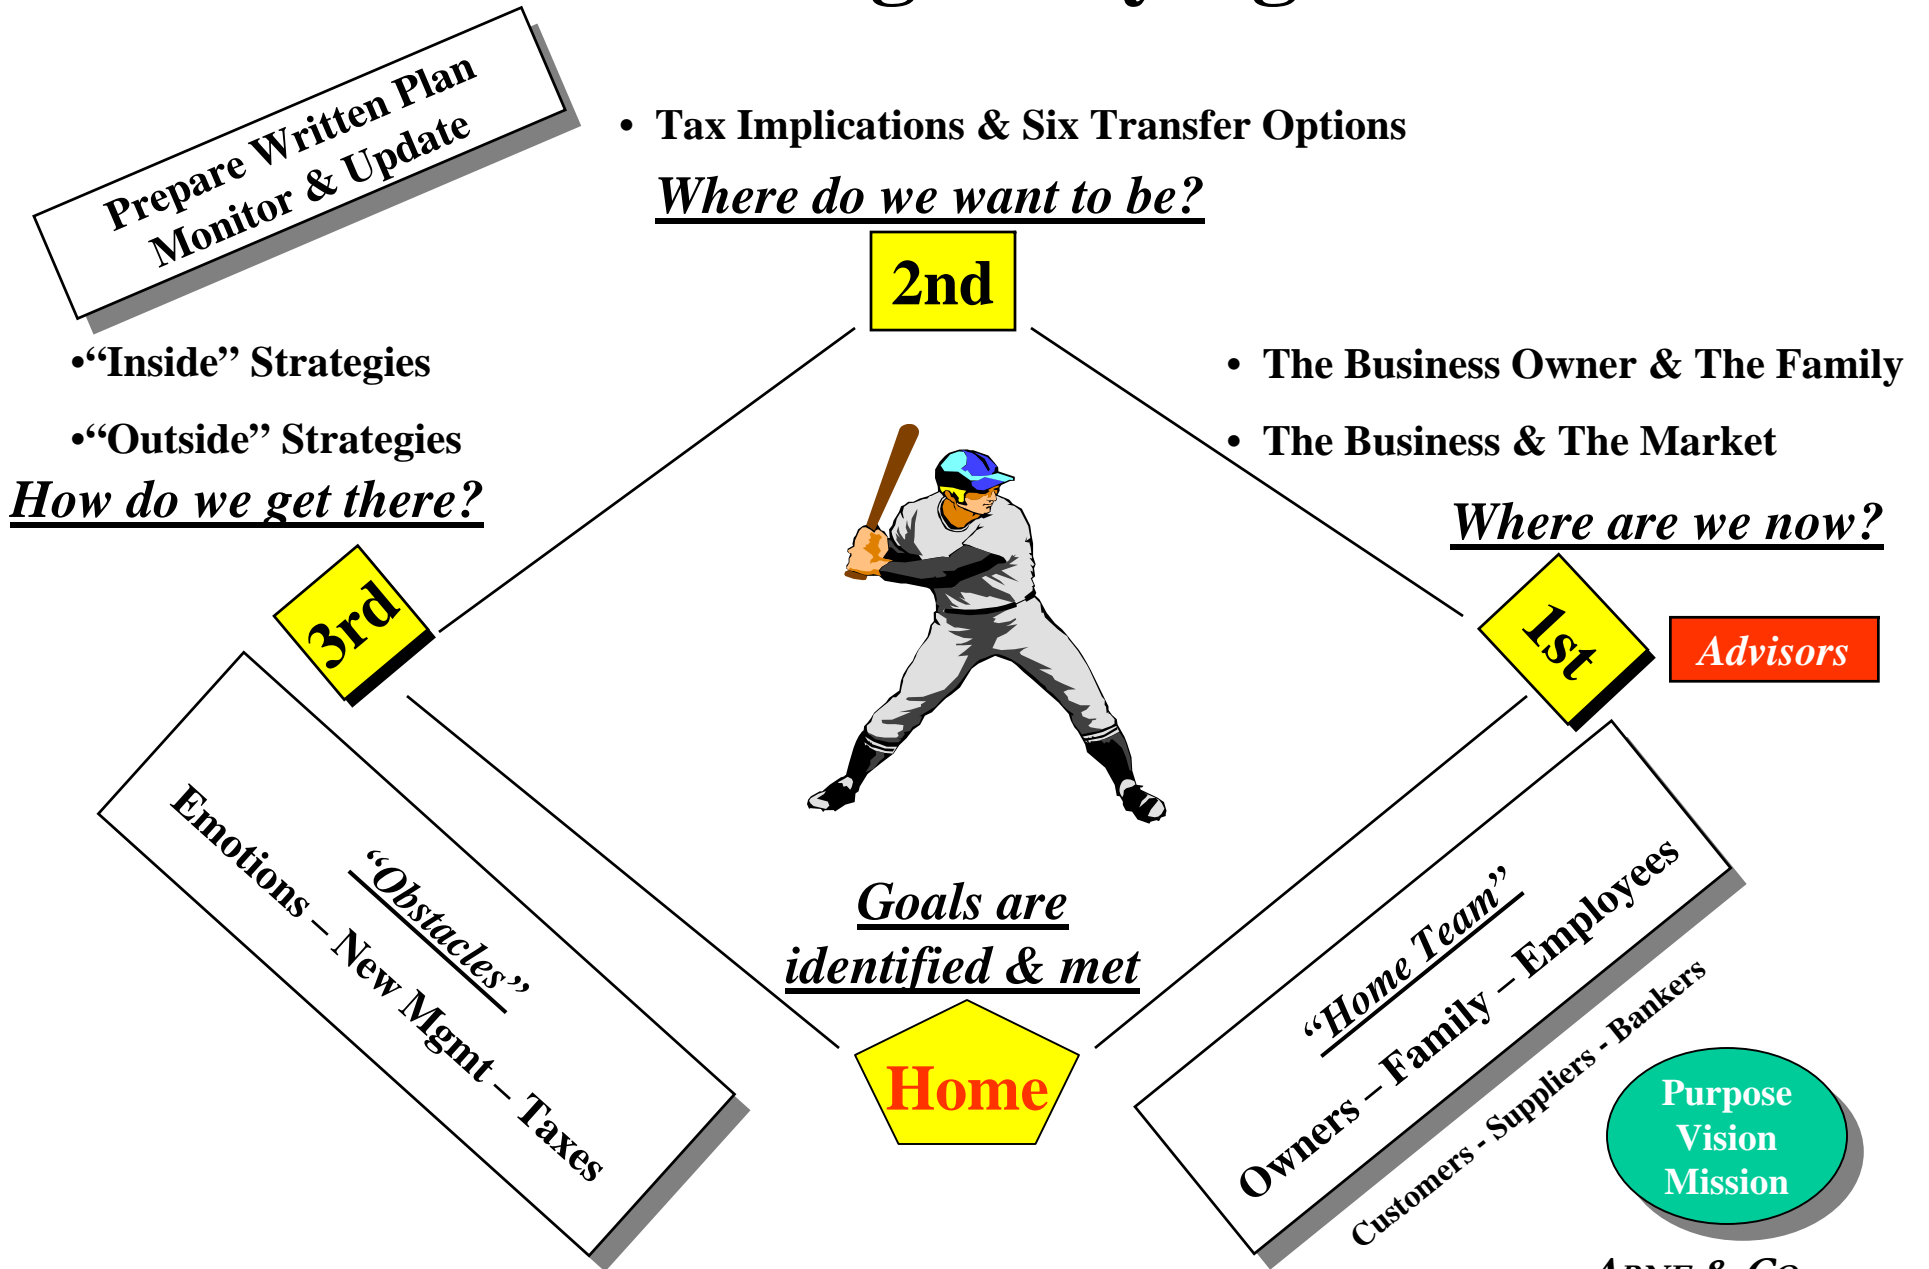 Prepare Written Plan
Monitor & Update
• Tax Implications & Six Transfer Options
Where do we want to be?
2nd
•“Inside” Strategies
•“Outside” Strategies
How do we get there?
3rd
• The Business Owner & The Family
• The Business & The Market
Where are we now?
1st
Advisors
“Obstacles”
Emotions – New Mgmt – Taxes
Goals are
identified & met
Home
“Home Team”
Owners – Family – Employees
Customers - Suppliers - Bankers
Purpose
Vision
Mission